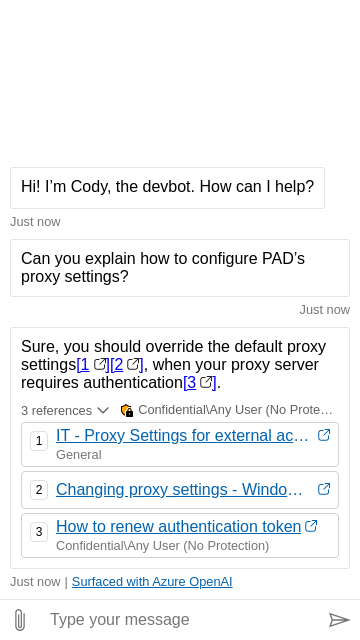 Hi! I’m Cody, the devbot. How can I help?
Just now
Can you explain how to configure PAD’s
proxy settings?
Just now
Sure, you should override the default proxy
settings[1][2], when your proxy server
requires authentication[3].
3 references Confidential\Any User (No Prote…
1 IT - Proxy Settings for external ac…
General
2 Changing proxy settings - Windo…
3 How to renew authentication token
Confidential\Any User (No Protection)
Just now | Surfaced with Azure OpenAI
Type your message